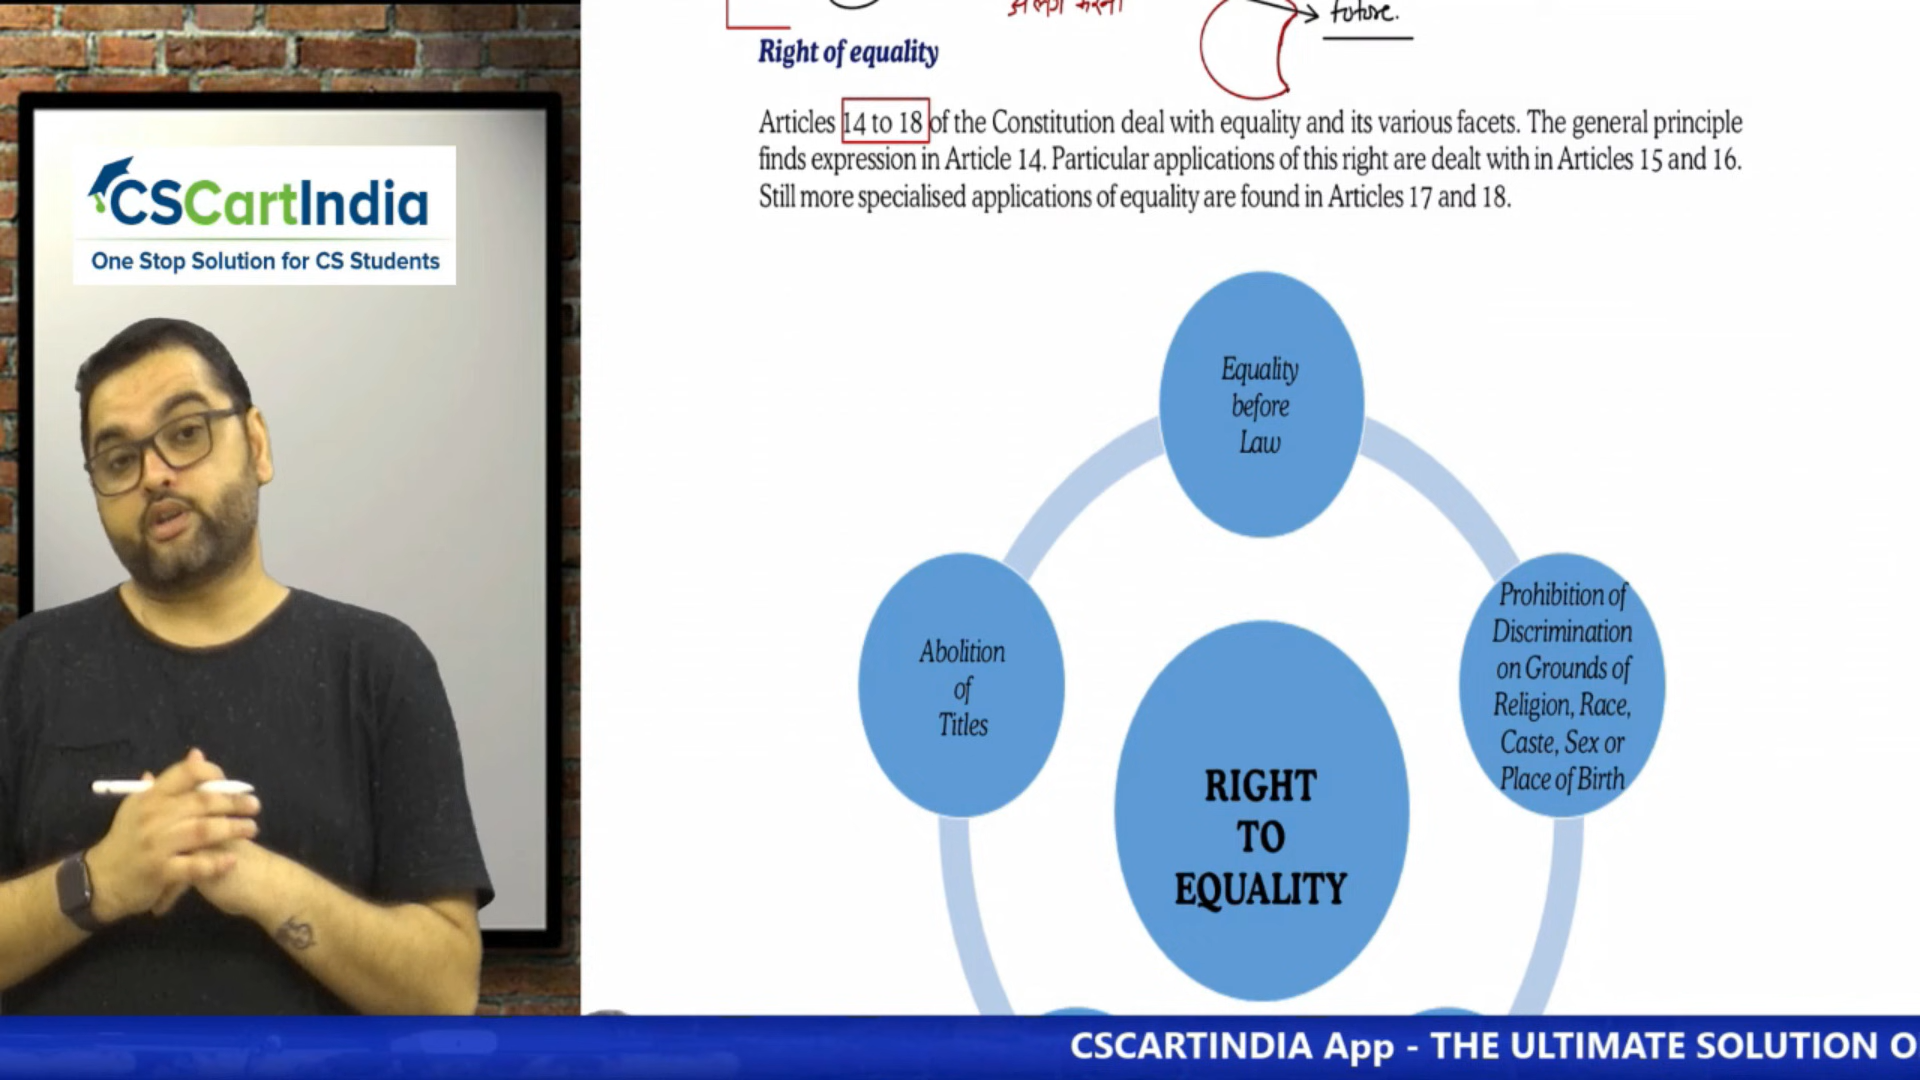 अलग करना
future.
Right of equality
Articles 14 to 18 of the Constitution deal with equality and its various facets. The general principle
finds expression in Article 14. Particular applications of this right are dealt with in Articles 15 and 16.
Still more specialised applications of equality are found in Articles 17 and 18.
CSCartIndia
One Stop Solution for CS Students
Equality
before
Law
Abolition
of
Titles
Prohibition of
Discrimination
on Grounds of
Religion, Race,
Caste, Sex or
Place of Birth
RIGHT
TO
EQUALITY
CSCARTINDIA App - THE ULTIMATE SOLUTION O